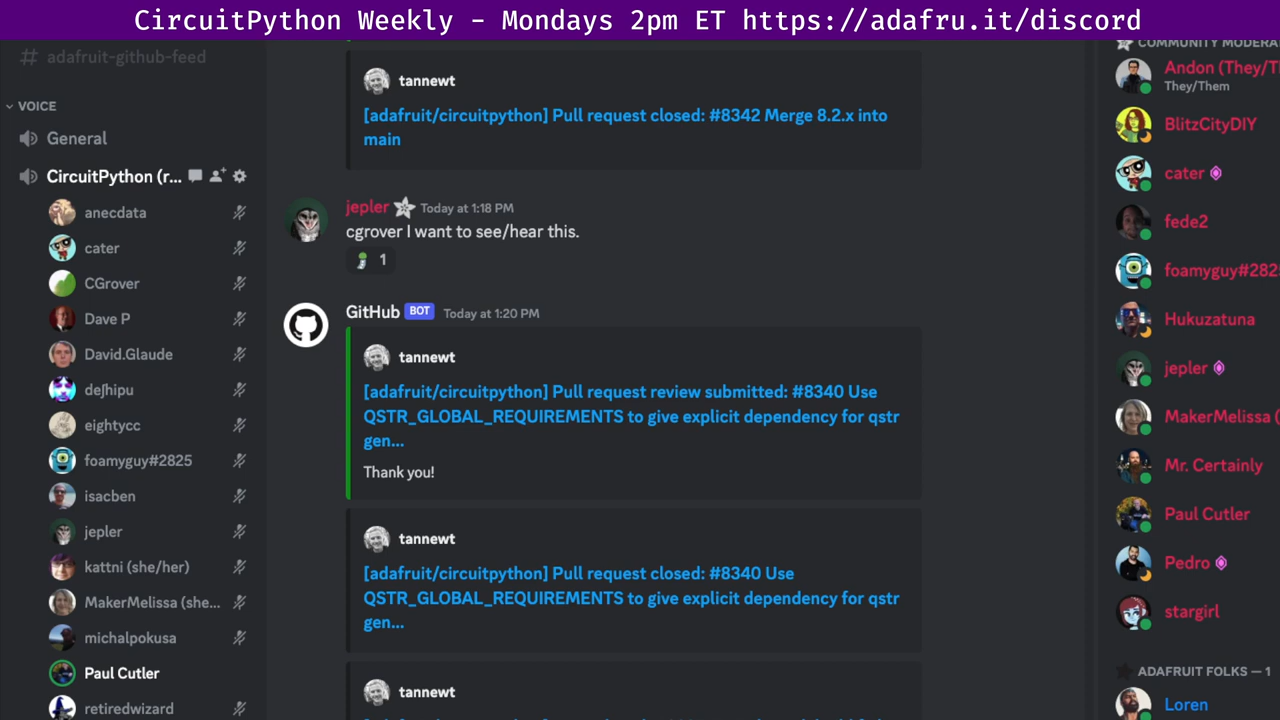 CircuitPython Weekly - Mondays 2pm ET https://adafru.it/discord
# adafruit-github-feed
VOICE
General
CircuitPython (r...
anecdata
cater
CGrover
Dave P
David.Glaude
deʃhipu
eightycc
foamyguy#2825
isacben
jepler
kattni (she/her)
MakerMelissa (she...
michalpokusa
Paul Cutler
retiredwizard
tannewt
[adafruit/circuitpython] Pull request closed: #8342 Merge 8.2.x into
main
jepler Today at 1:18 PM
cgrover I want to see/hear this.
1
GitHub BOT Today at 1:20 PM
tannewt
[adafruit/circuitpython] Pull request review submitted: #8340 Use
QSTR_GLOBAL_REQUIREMENTS to give explicit dependency for qstr
gen...
Thank you!
tannewt
[adafruit/circuitpython] Pull request closed: #8340 Use
QSTR_GLOBAL_REQUIREMENTS to give explicit dependency for qstr
gen...
tannewt
COMMUNITY MODERA
Andon (They/T
They/Them
BlitzCityDIY
cater
fede2
foamyguy#282
Hukuzatuna
jepler
MakerMelissa (
Mr. Certainly
Paul Cutler
Pedro
stargirl
ADAFRUIT FOLKS — 1
Loren